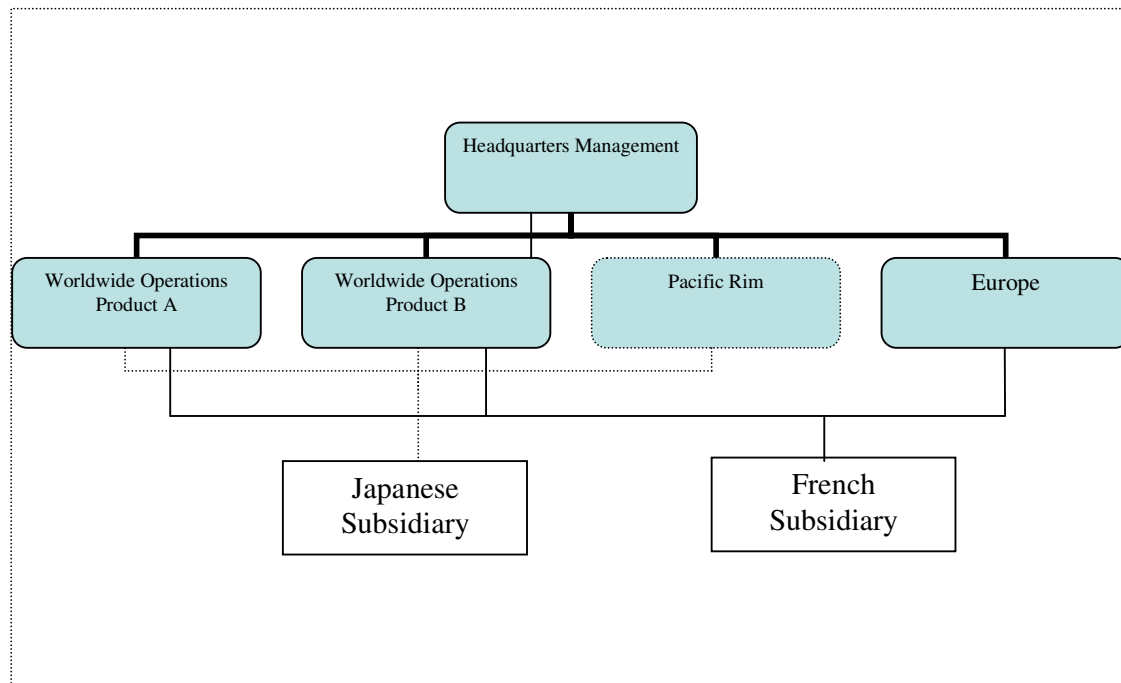 Headquarters Management
Worldwide Operations
Product A
Worldwide Operations
Product B
Pacific Rim
Europe
Japanese
Subsidiary
French
Subsidiary